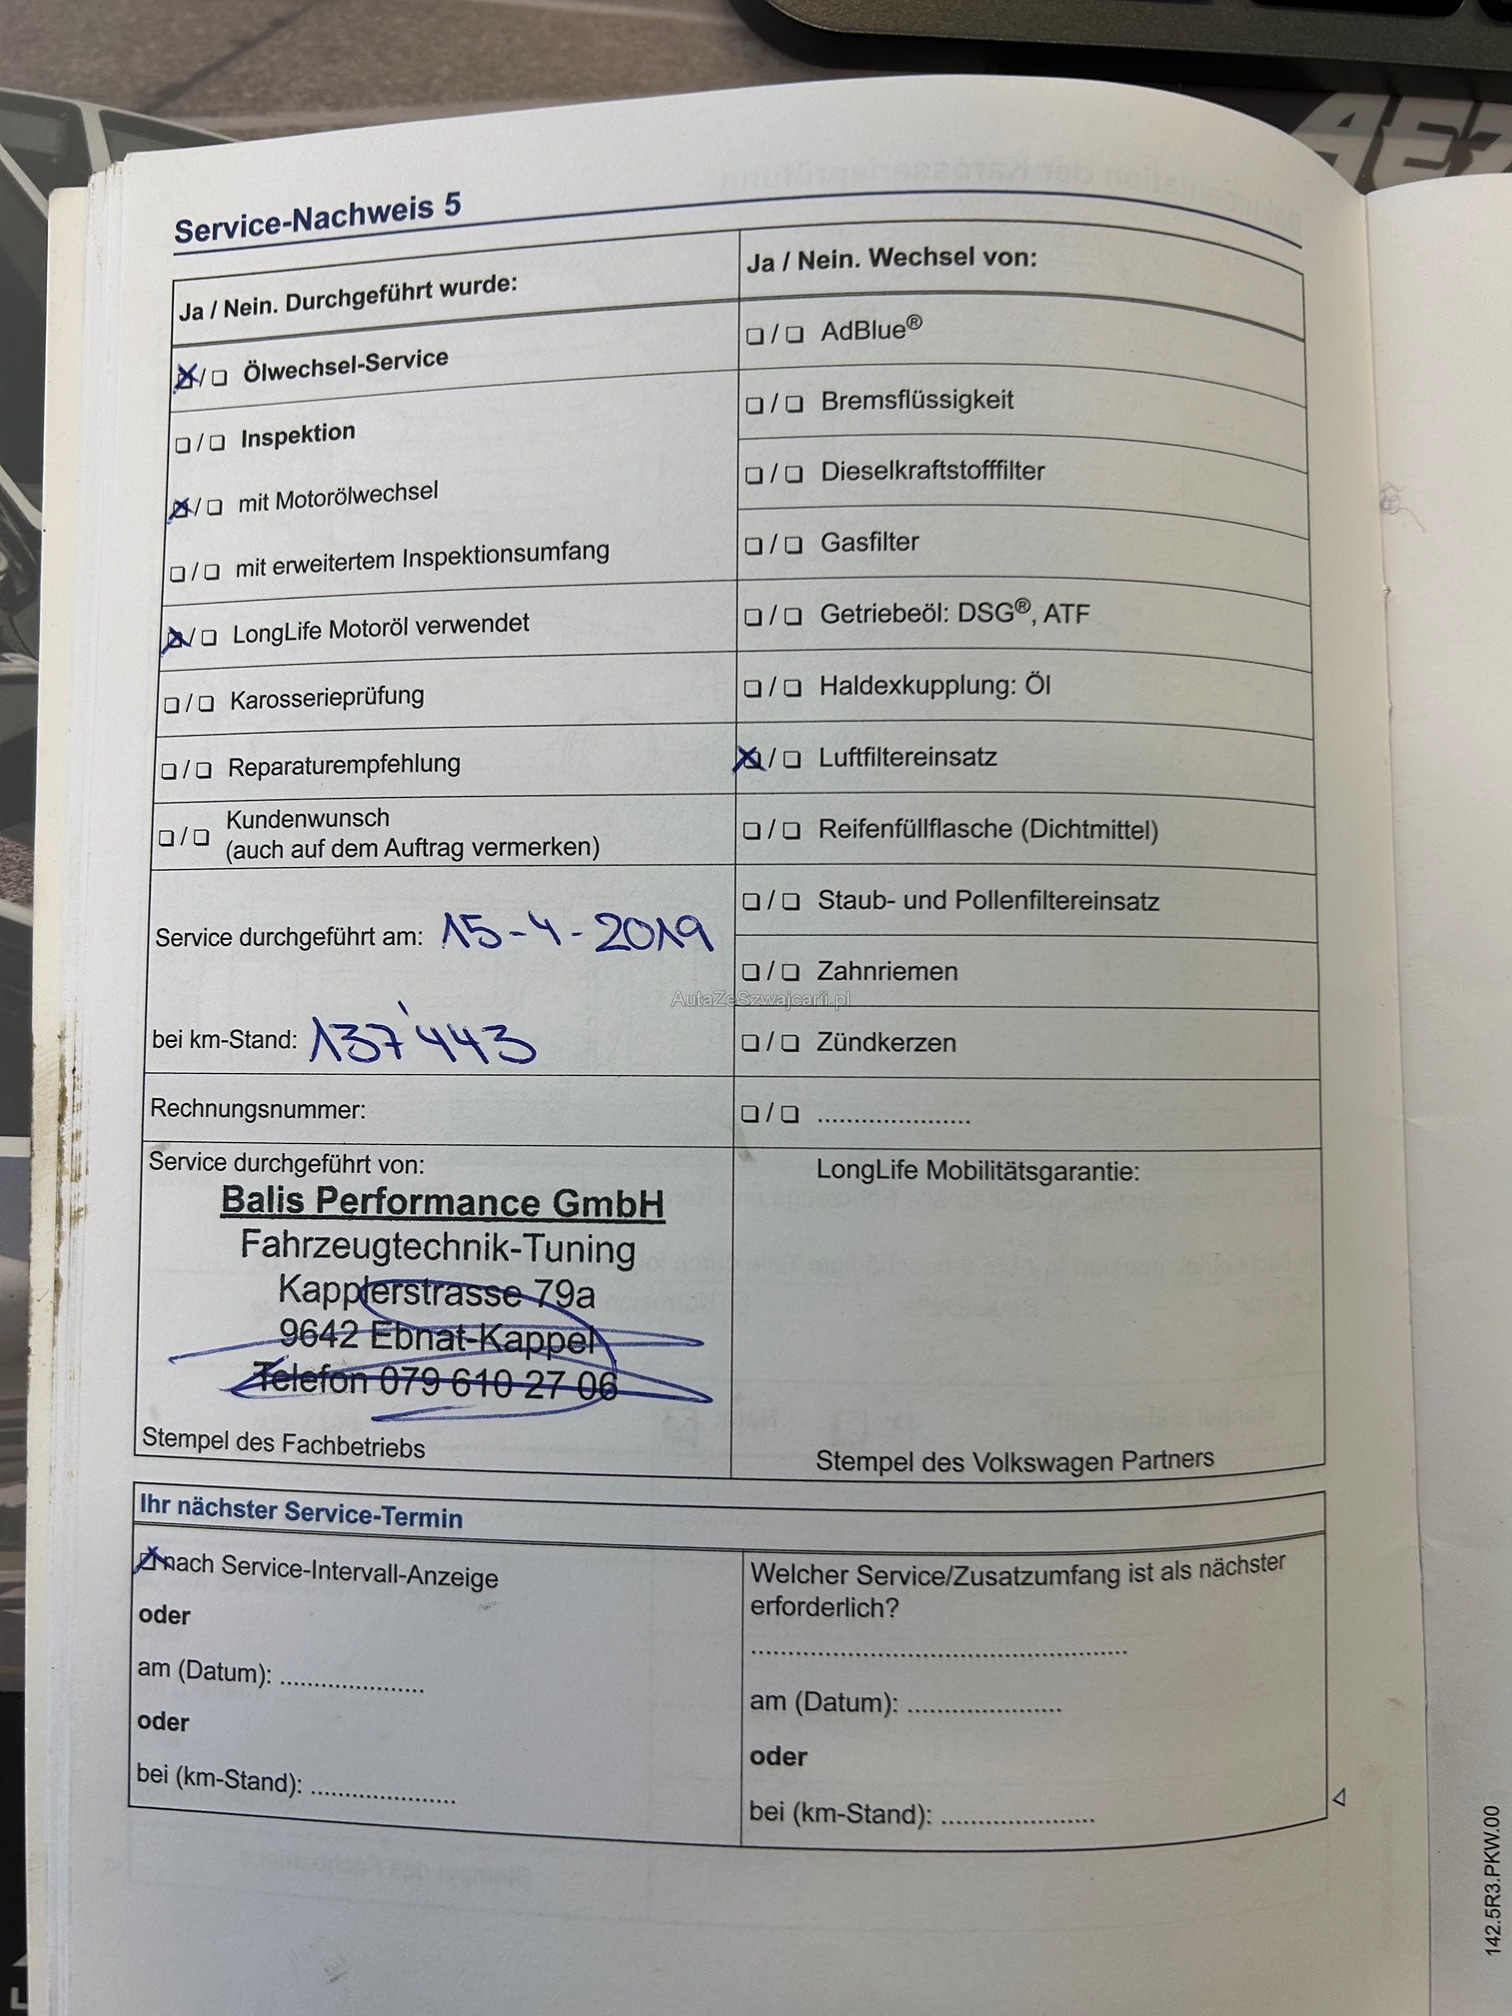 Service-Nachweis 5
Ja / Nein. Durchgeführt wurde:
☒/☐ Ölwechsel-Service
☐/☐ Inspektion
☒/☐ mit Motorölwechsel
☐/☐ mit erweitertem Inspektionsumfang
☒/☐ LongLife Motoröl verwendet
☐/☐ Karosserieprüfung
☐/☐ Reparaturempfehlung
☐/☐ Kundenwunsch
(auch auf dem Auftrag vermerken)
Service durchgeführt am: 15-4-2019
bei km-Stand: 137'443
Rechnungsnummer:
Service durchgeführt von:
Balis Performance GmbH
Fahrzeugtechnik-Tuning
Kapplerstrasse 79a
9642 Ebnat-Kappel
Telefon 079 610 27 06
Stempel des Fachbetriebs
Ja / Nein. Wechsel von:
☐/☐ AdBlue®
☐/☐ Bremsflüssigkeit
☐/☐ Dieselkraftstofffilter
☐/☐ Gasfilter
☐/☐ Getriebeöl: DSG®, ATF
☐/☐ Haldexkupplung: Öl
☒/☐ Luftfiltereinsatz
☐/☐ Reifenfüllflasche (Dichtmittel)
☐/☐ Staub- und Pollenfiltereinsatz
☐/☐ Zahnriemen
☐/☐ Zündkerzen
☐/☐ .....................
LongLife Mobilitätsgarantie:
Stempel des Volkswagen Partners
Ihr nächster Service-Termin
☒ nach Service-Intervall-Anzeige
oder
am (Datum): ....................
oder
bei (km-Stand): ....................
Welcher Service/Zusatzumfang ist als nächster
erforderlich?
...................................................
am (Datum): .....................
oder
bei (km-Stand): .....................
142.5R3.PKW.00
AutaZeSzwajcarii.pl